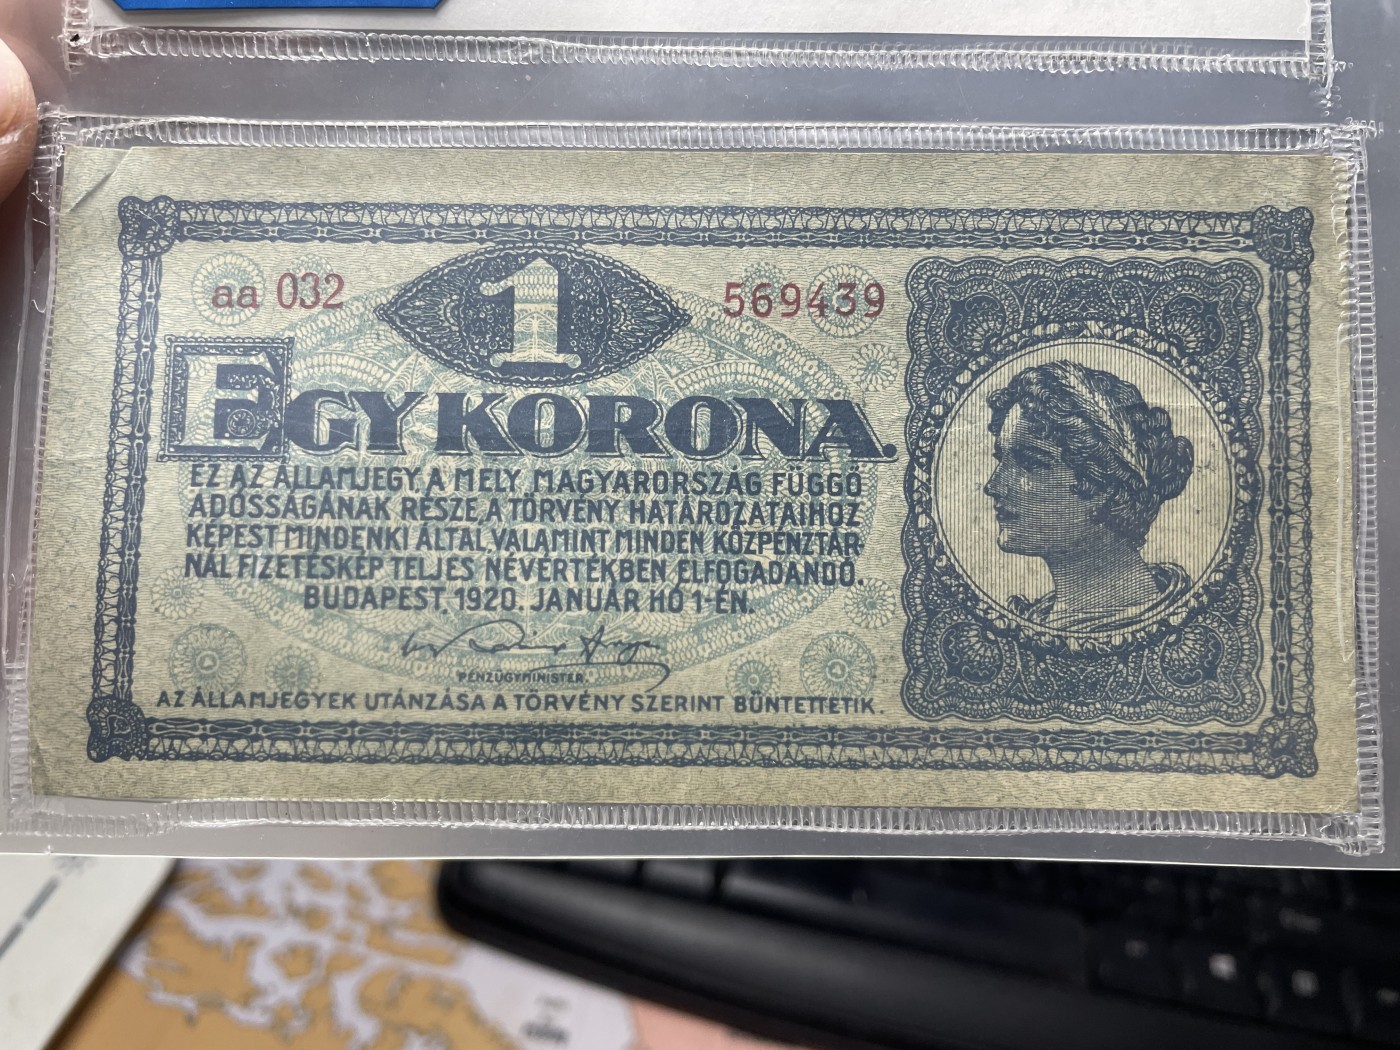 aa 032
1
569439
EGY KORONA.
EZ AZ ÁLLAMJEGY, A MELY MAGYARORSZÁG FÜGGŐ
ADÓSSÁGÁNAK RÉSZE, A TÖRVÉNY HATÁROZATAIHOZ
KÉPEST MINDENKI ÁLTAL, VALAMINT MINDEN KÖZPÉNZTÁR-
NÁL FIZETÉSKÉP TELJES NÉVÉRTÉKBEN ELFOGADANDÓ.
BUDAPEST, 1920. JANUÁR HÓ 1-ÉN.
PÉNZÜGYMINISTER.
AZ ÁLLAMJEGYEK UTÁNZÁSA A TÖRVÉNY SZERINT BÜNTETTETIK.